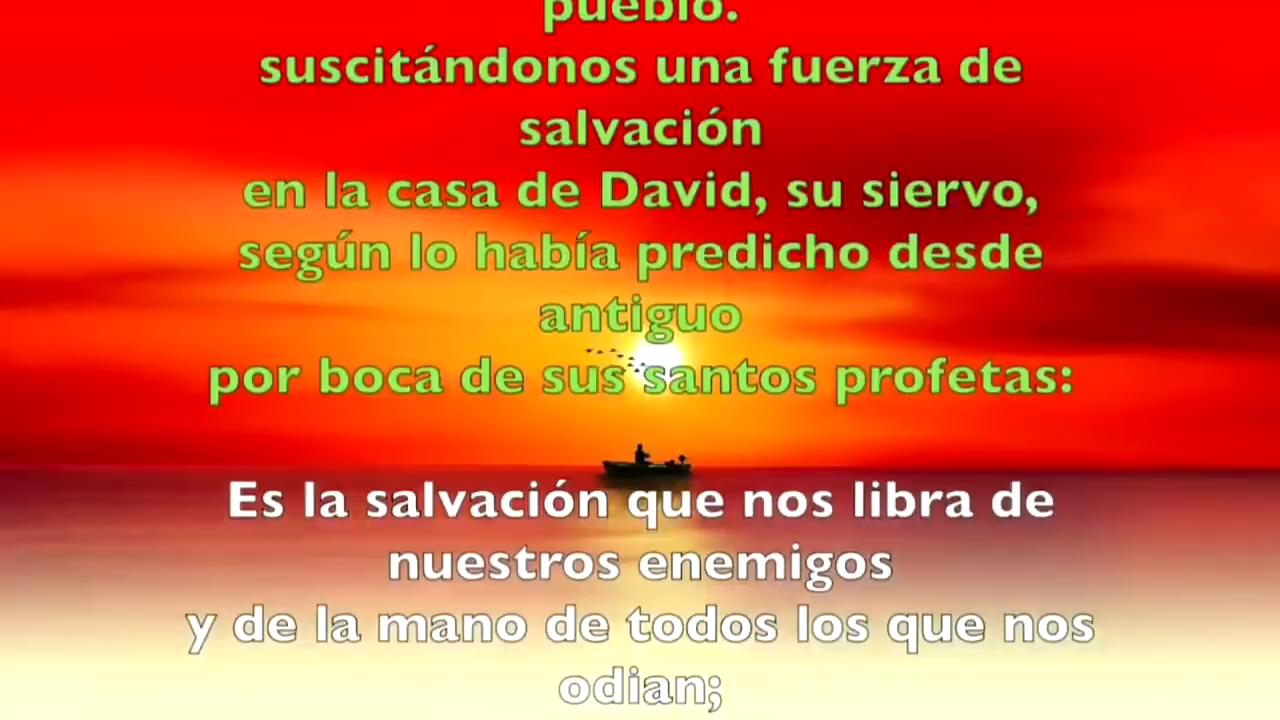 pueblo.
suscitándonos una fuerza de
salvación
en la casa de David, su siervo,
según lo había predicho desde
antiguo
por boca de sus santos profetas:
Es la salvación que nos libra de
nuestros enemigos
y de la mano de todos los que nos
odian;